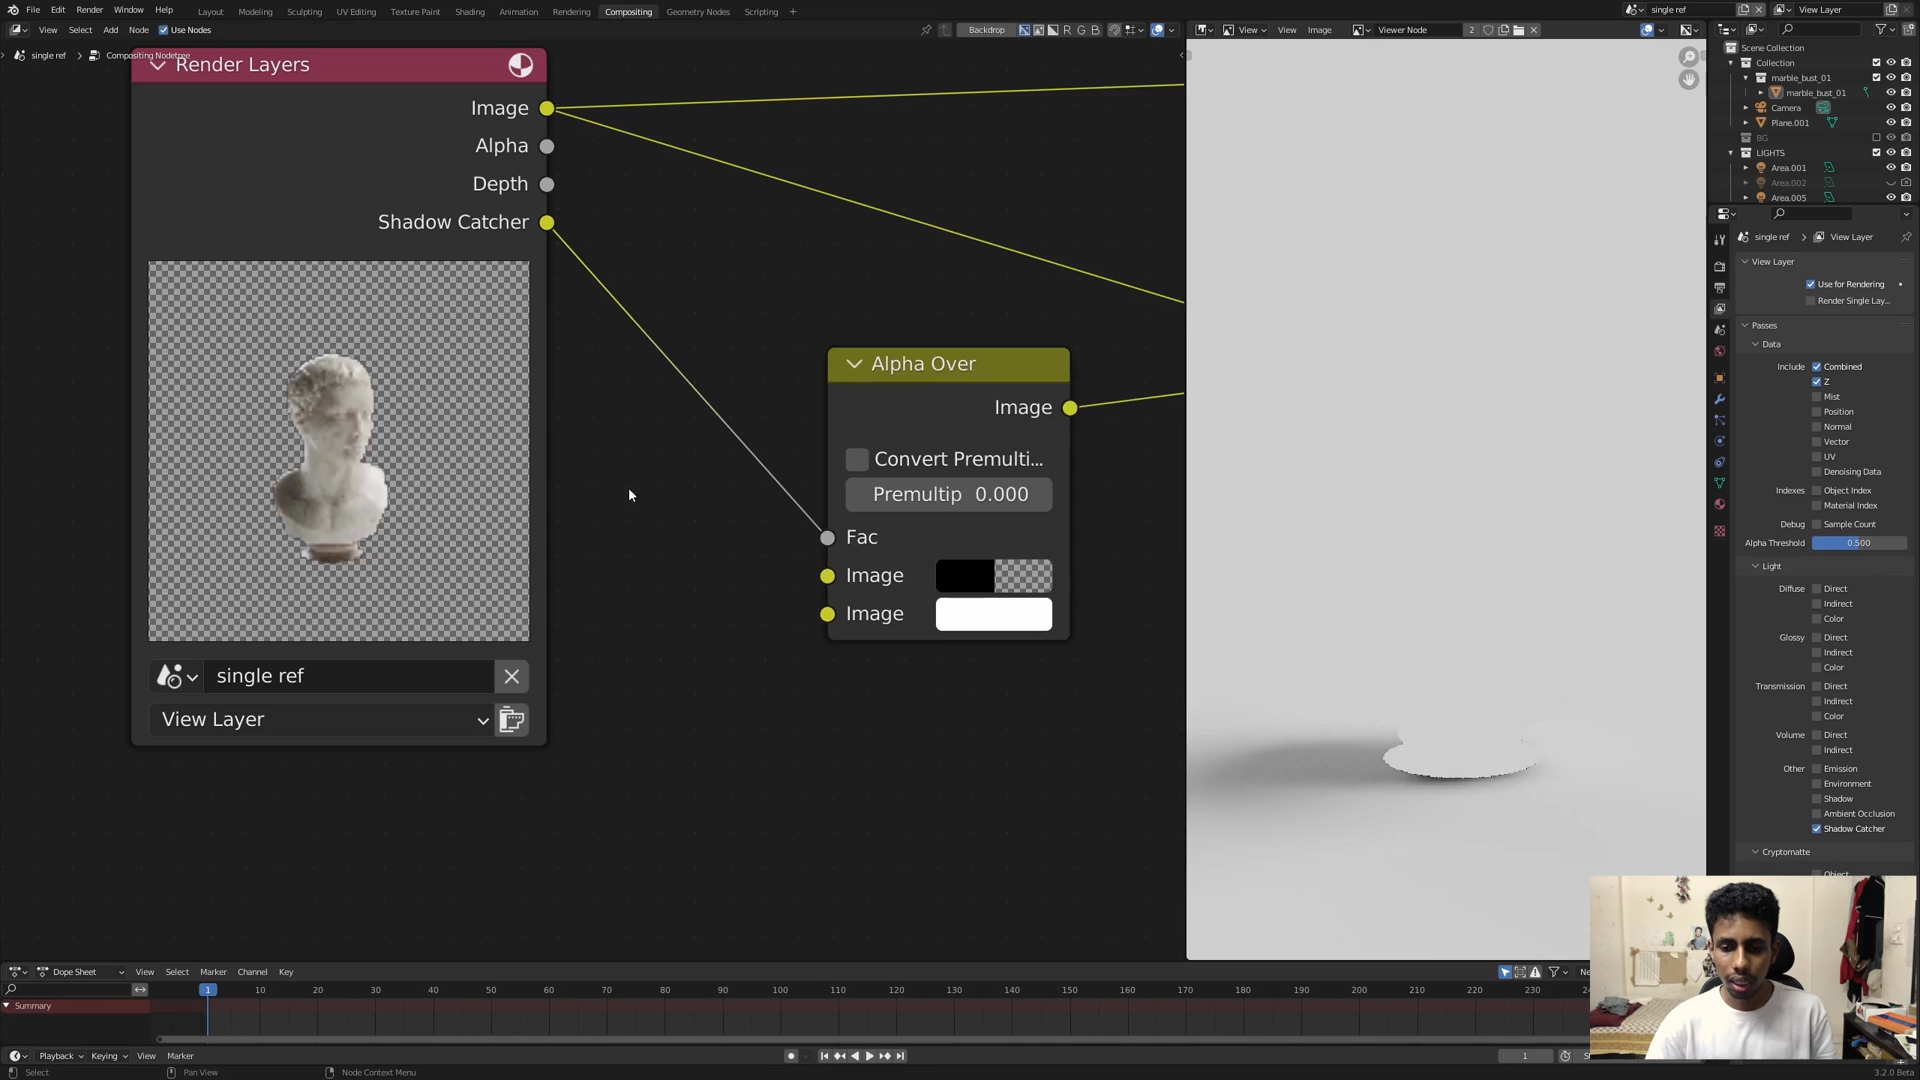 File Edit Render Window Help Layout Modeling Sculpting UV Editing Texture Paint Shading Animation Rendering Compositing Geometry Nodes Scripting + single ref View Layer
View Select Add Node Use Nodes Backdrop R G B View View Image Viewer Node 2
single ref > Compositing Nodetree
Scene Collection
Collection
marble_bust_01
marble_bust_01
Camera
Plane.001
BG
LIGHTS
Area.001
Area.002
Area.005
Render Layers
Image
Alpha
Depth
Shadow Catcher
single ref
View Layer
Alpha Over
Image
Convert Premulti...
Premultip 0.000
Fac
Image
Image
single ref > View Layer
View Layer
Use for Rendering
Render Single Lay...
Passes
Data
Include Combined
Z
Mist
Position
Normal
Vector
UV
Denoising Data
Indexes Object Index
Material Index
Debug Sample Count
Alpha Threshold 0.500
Light
Diffuse Direct
Indirect
Color
Glossy Direct
Indirect
Color
Transmission Direct
Indirect
Color
Volume Direct
Indirect
Other Emission
Environment
Shadow
Ambient Occlusion
Shadow Catcher
Cryptomatte
Dope Sheet View Select Marker Channel Key
1 10 20 30 40 50 60 70 80 90 100 110 120 130 140 150 160 170 180 190 200 210 220 230
Summary
Playback Keying View Marker 1
Select Pan View Node Context Menu 3.2.0 Beta